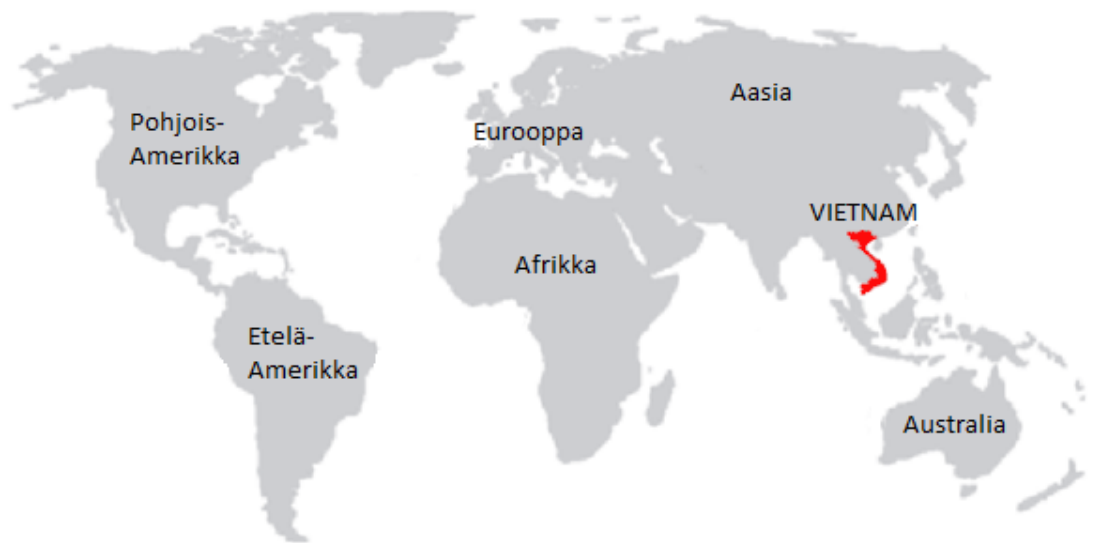 Aasia
Pohjois-
Amerikka
Eurooppa
VIETNAM
Afrikka
Etelä-
Amerikka
Australia